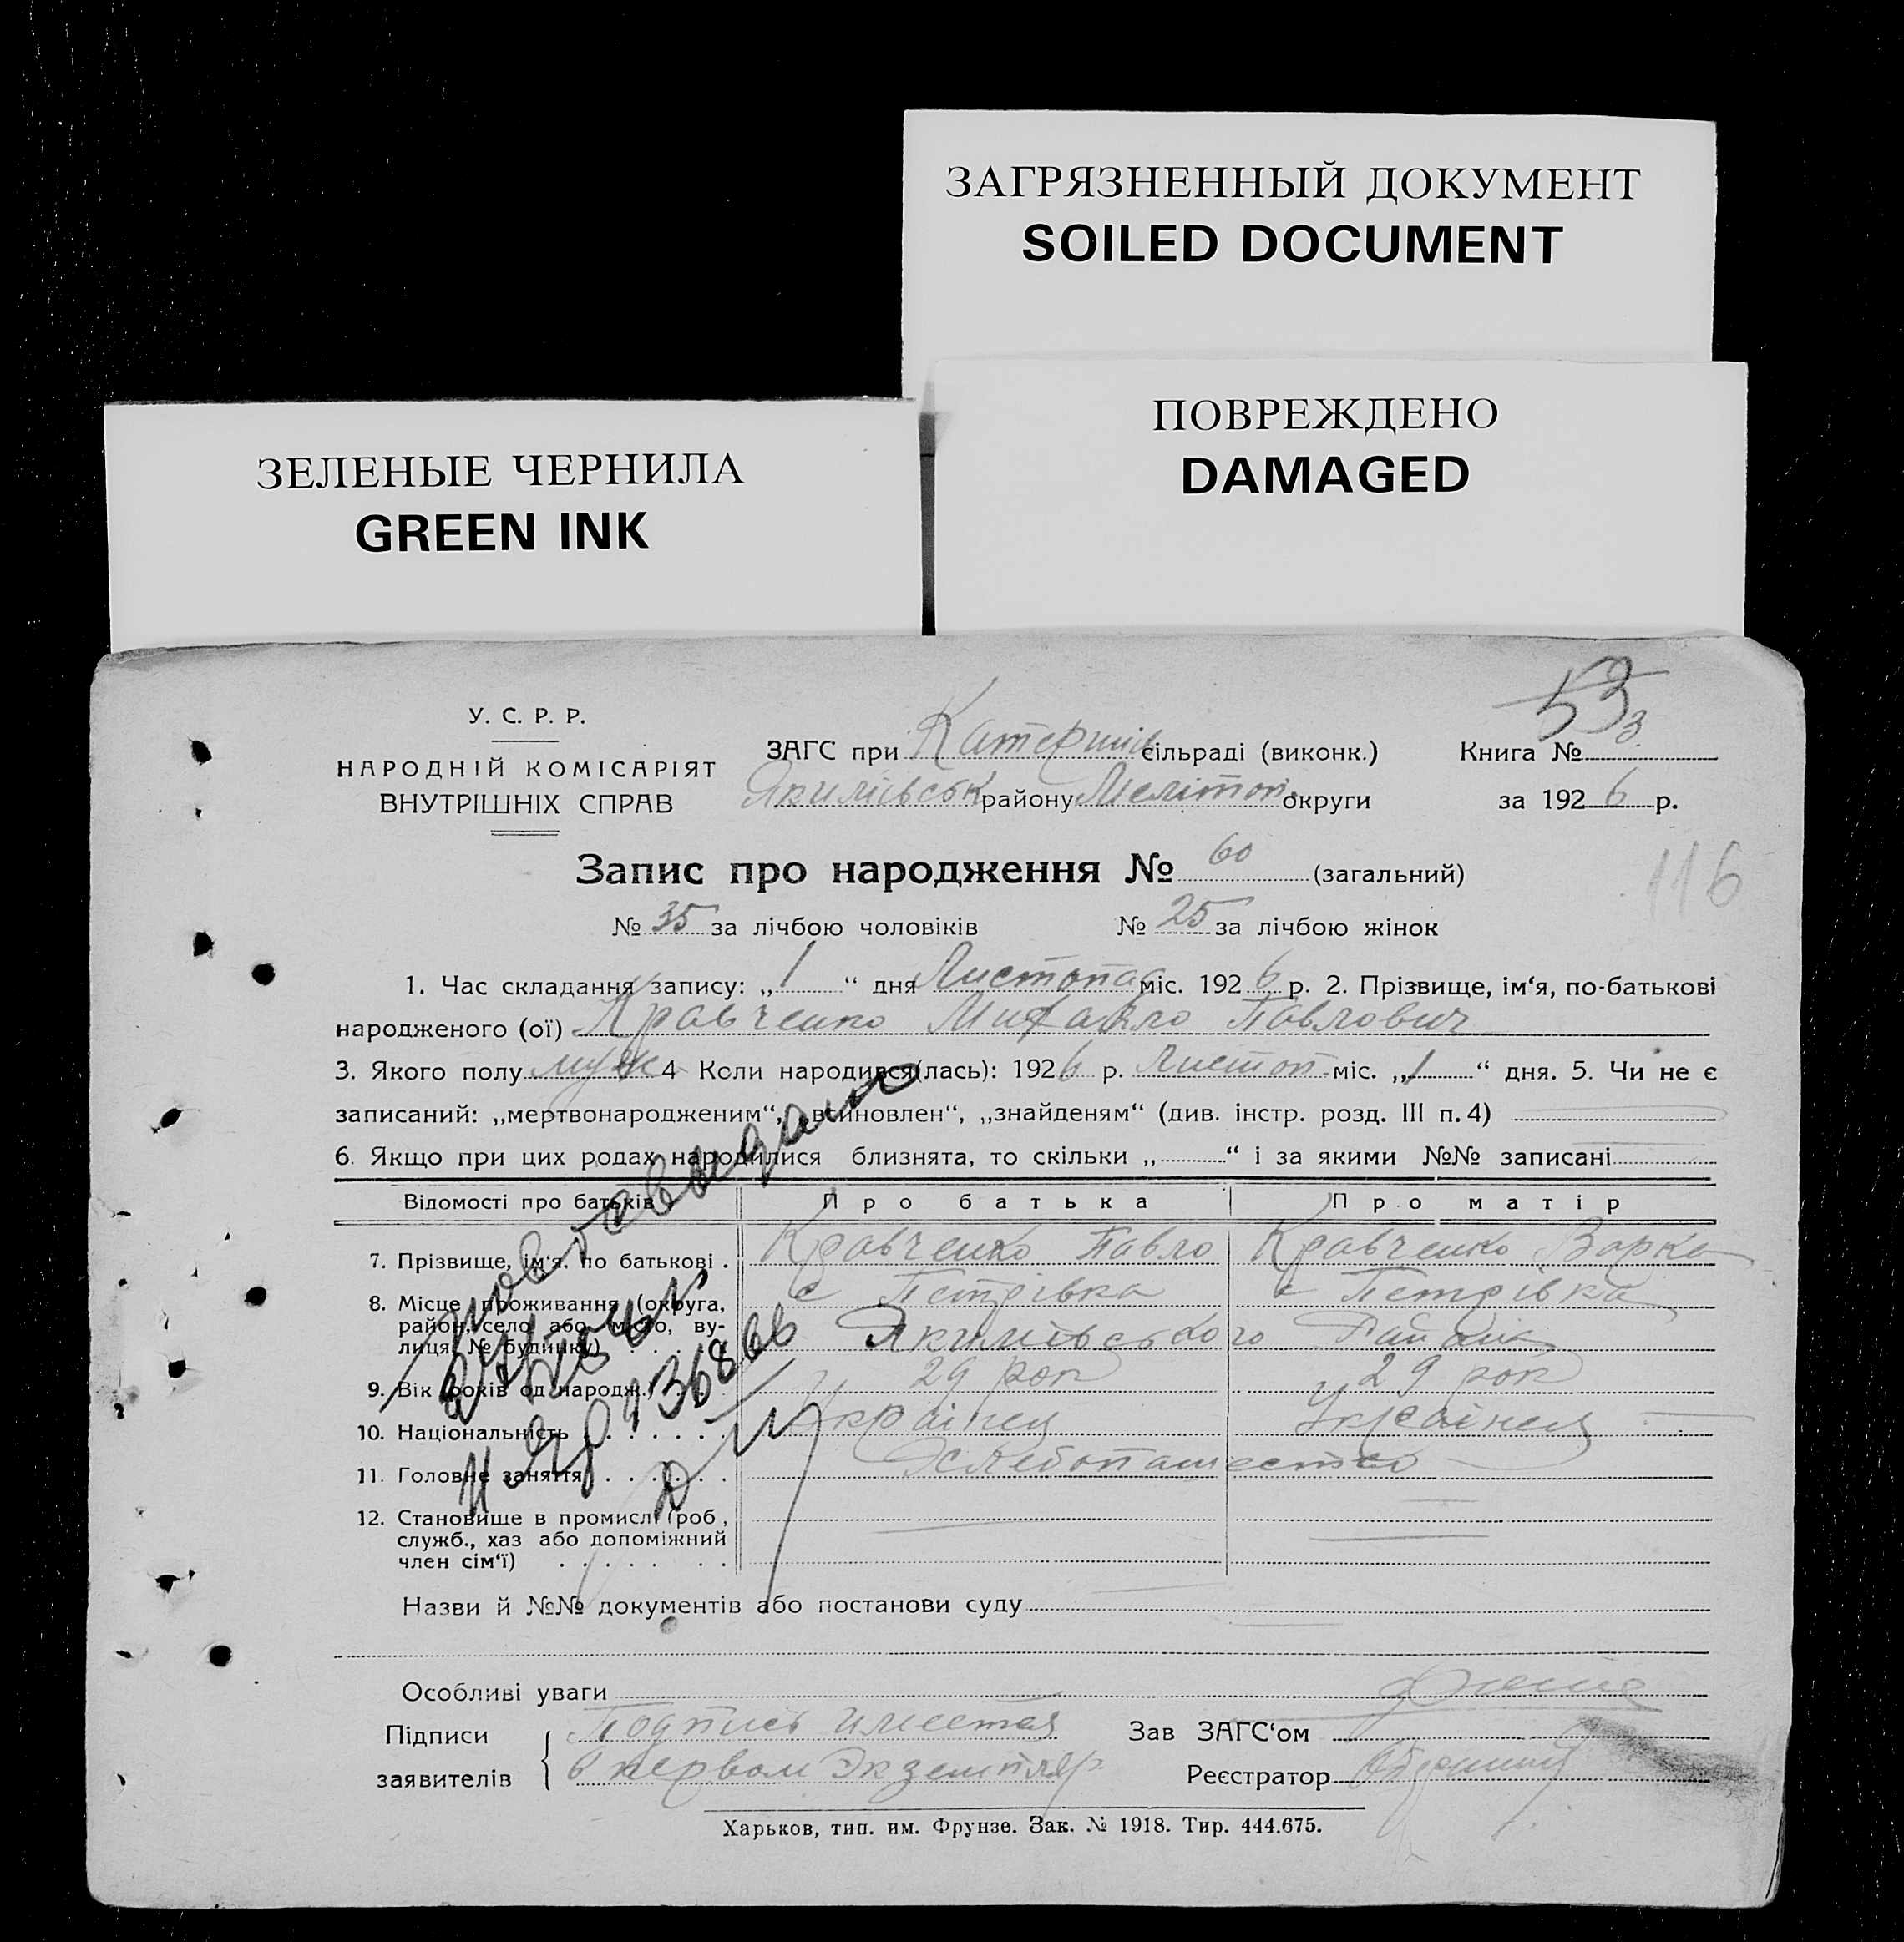 ЗАГРЯЗНЕННЫЙ ДОКУМЕНТ
SOILED DOCUMENT
ПОВРЕЖДЕНО
DAMAGED
ЗЕЛЕНЫЕ ЧЕРНИЛА
GREEN INK
53
У. С. Р. Р.
НАРОДНІЙ КОМІСАРІЯТ
ВНУТРІШНІХ СПРАВ
ЗАГС при Катеринів сільраді (виконк.) Книга № 3
Якимівськ району Мелітоп. округи за 1926 р.
Запис про народження № 60 (загальний)
116
№ 35 за лічбою чоловіків № 25 за лічбою жінок
1. Час складання запису: „ 1 “ дня Листопад міс. 1926 р. 2. Прізвище, ім‘я, по-батькові
народженого (ої) Кравченко Михайло Павлович
3. Якого полу муж 4 Коли народився(лась): 1926 р. Листоп міс. „ 1 “ дня. 5. Чи не є
записаний: „мертвонародженим“, „всиновлен“, „знайденям“ (див. інстр. розд. III п. 4)
6. Якщо при цих родах народилися близнята, то скільки „ “ і за якими №№ записані
Відомості про батьків Про батька Про матір
7. Прізвище, ім‘я, по батькові . Кравченко Павло Кравченко Варка
8. Місце проживання (округа, с Петрівка с Петрівка
район, село або місто, ву-
лиця, № будинку) Якимівського Района
9. Вік (років од народж.) 29 рок 29 рок
10. Національність Українец Українец
11. Головне заняття Хлебопашество
12. Становище в промислі (роб,
служб., хаз або допоміжний
член сім‘ї)
Назви й №№ документів або постанови суду
Особливі уваги
Підписи Подпись имеется Зав ЗАГС‘ом
заявителів в первом экземпляр Реєстратор
Харьков, тип. им. Фрунзе. Зак. № 1918. Тир. 444.675.